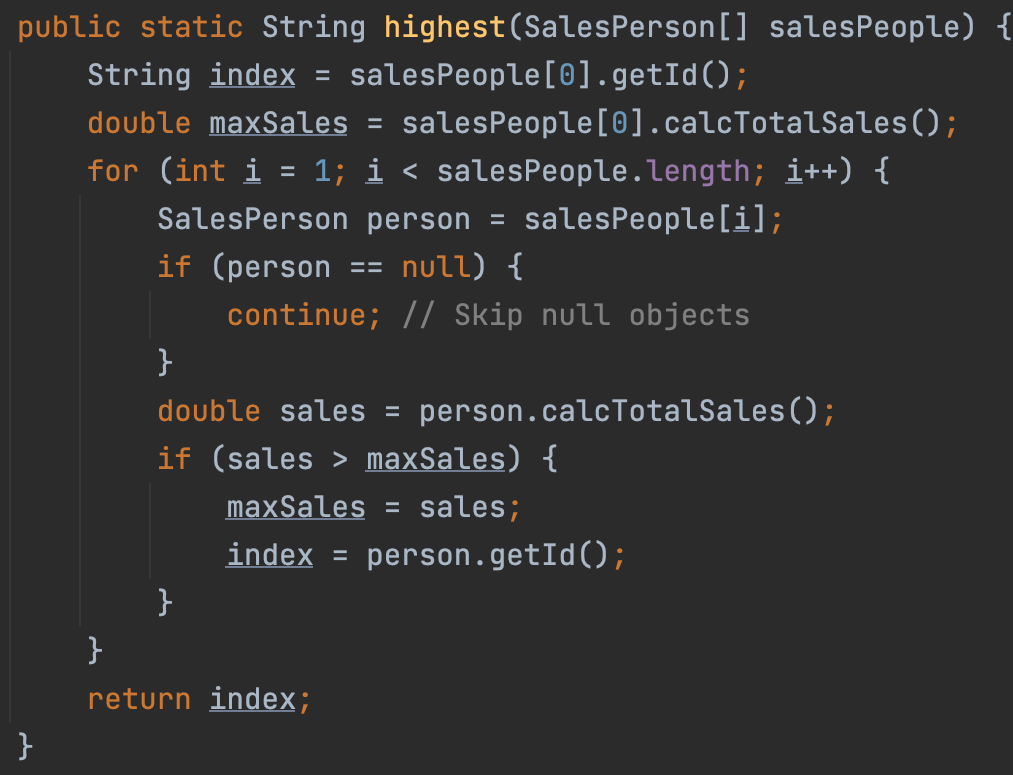 public static String highest(SalesPerson[] salesPeople) {
    String index = salesPeople[0].getId();
    double maxSales = salesPeople[0].calcTotalSales();
    for (int i = 1; i < salesPeople.length; i++) {
        SalesPerson person = salesPeople[i];
        if (person == null) {
            continue; // Skip null objects
        }
        double sales = person.calcTotalSales();
        if (sales > maxSales) {
            maxSales = sales;
            index = person.getId();
        }
    }
    return index;
}